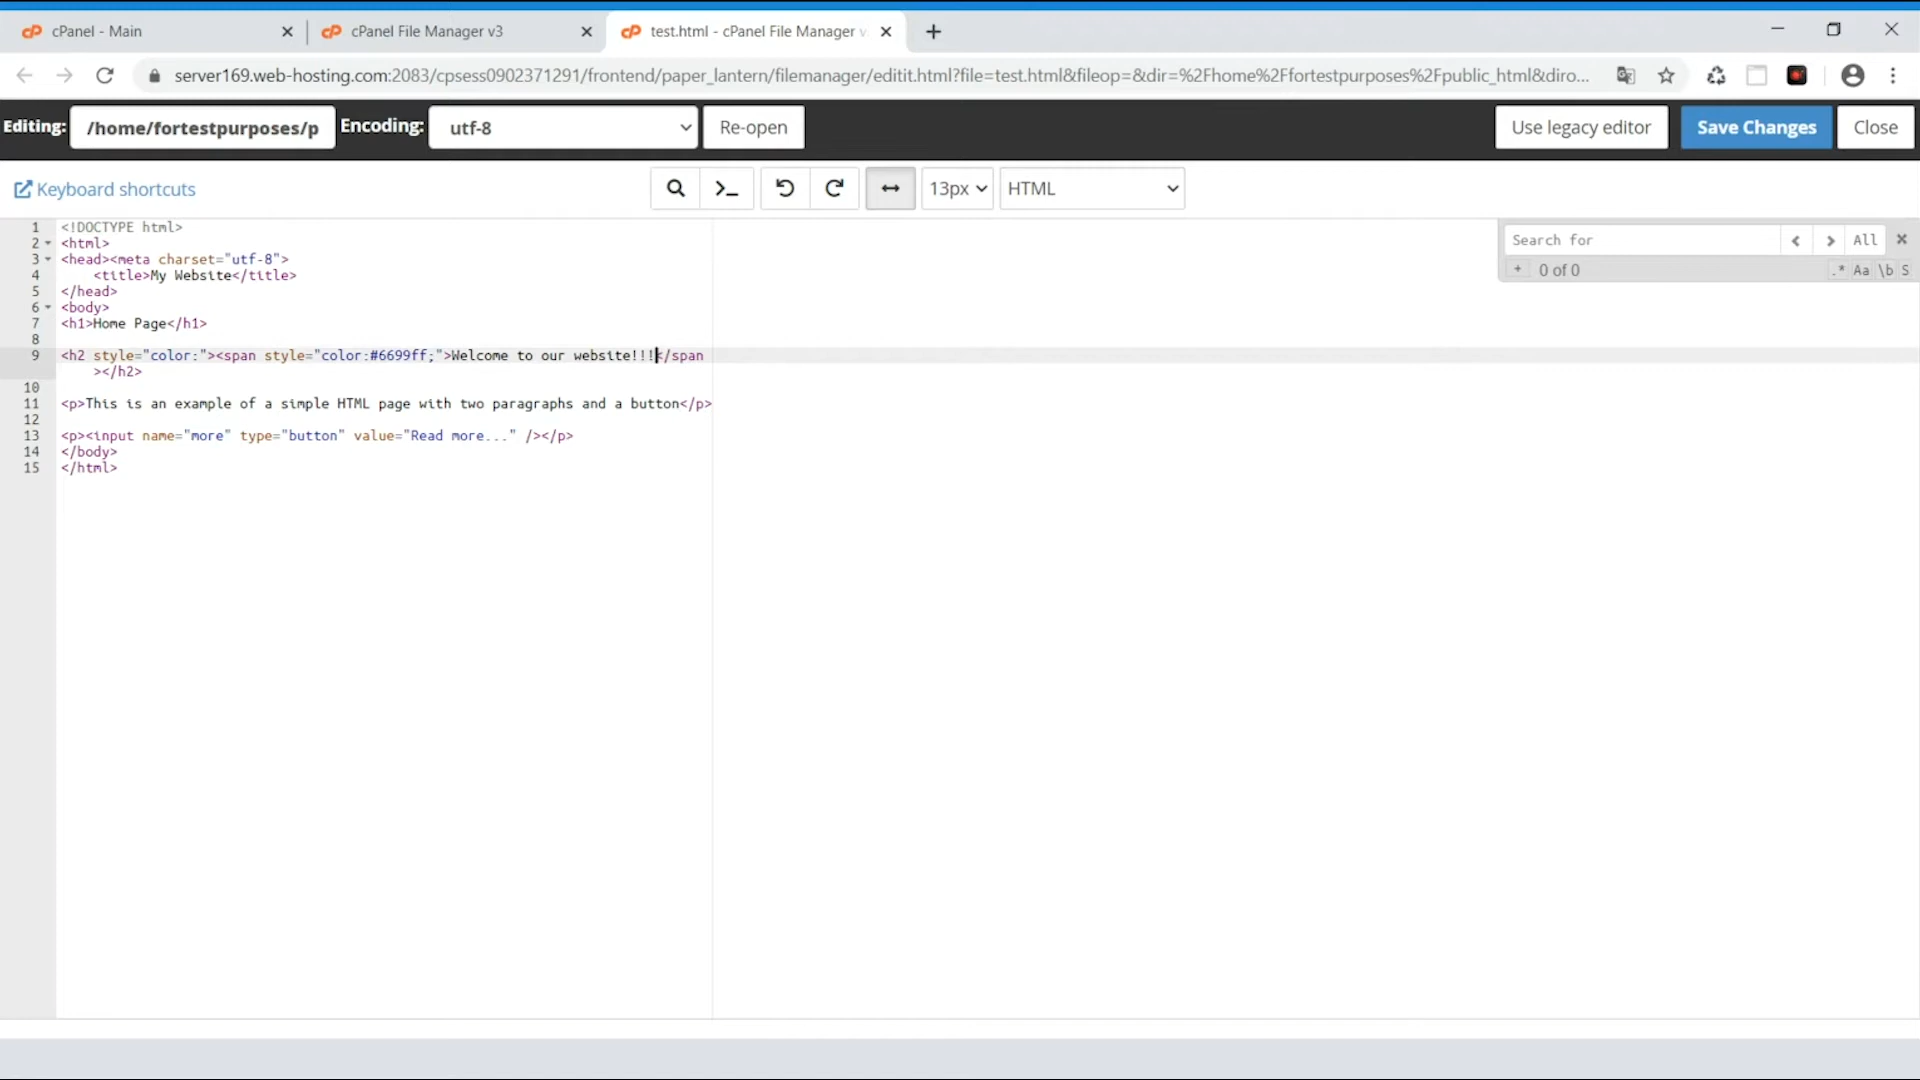 cPanel - Main
cPanel File Manager v3
test.html - cPanel File Manager v
server169.web-hosting.com:2083/cpsess0902371291/frontend/paper_lantern/filemanager/editit.html?file=test.html&fileop=&dir=%2Fhome%2Ffortestpurposes%2Fpublic_html&diro...
Editing: /home/fortestpurposes/p Encoding: utf-8 Re-open Use legacy editor Save Changes Close
Keyboard shortcuts 13px HTML
Search for All
+ 0 of 0 .* Aa \b S
1 <!DOCTYPE html>
2 <html>
3 <head><meta charset="utf-8">
4 <title>My Website</title>
5 </head>
6 <body>
7 <h1>Home Page</h1>
8
9 <h2 style="color:"><span style="color:#6699ff;">Welcome to our website!!!</span
></h2>
10
11 <p>This is an example of a simple HTML page with two paragraphs and a button</p>
12
13 <p><input name="more" type="button" value="Read more..." /></p>
14 </body>
15 </html>